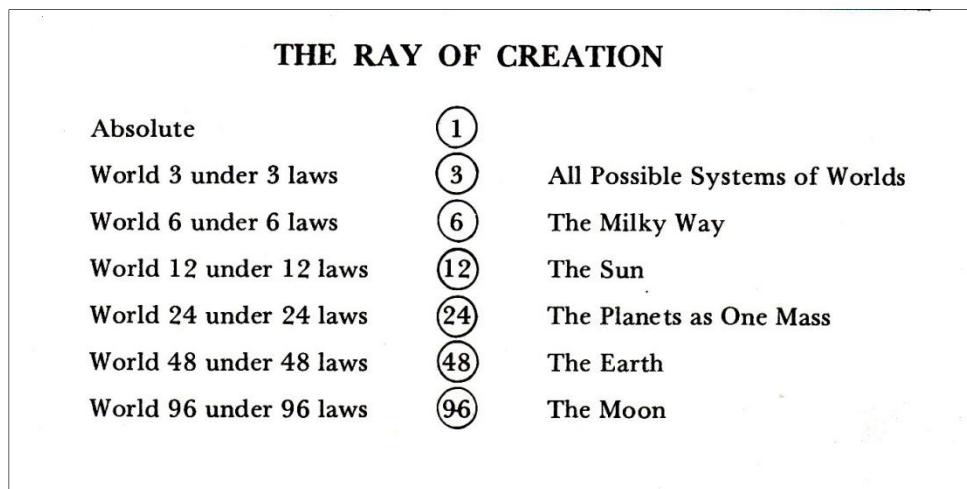 THE RAY OF CREATION
Absolute 1
World 3 under 3 laws 3 All Possible Systems of Worlds
World 6 under 6 laws 6 The Milky Way
World 12 under 12 laws 12 The Sun
World 24 under 24 laws 24 The Planets as One Mass
World 48 under 48 laws 48 The Earth
World 96 under 96 laws 96 The Moon